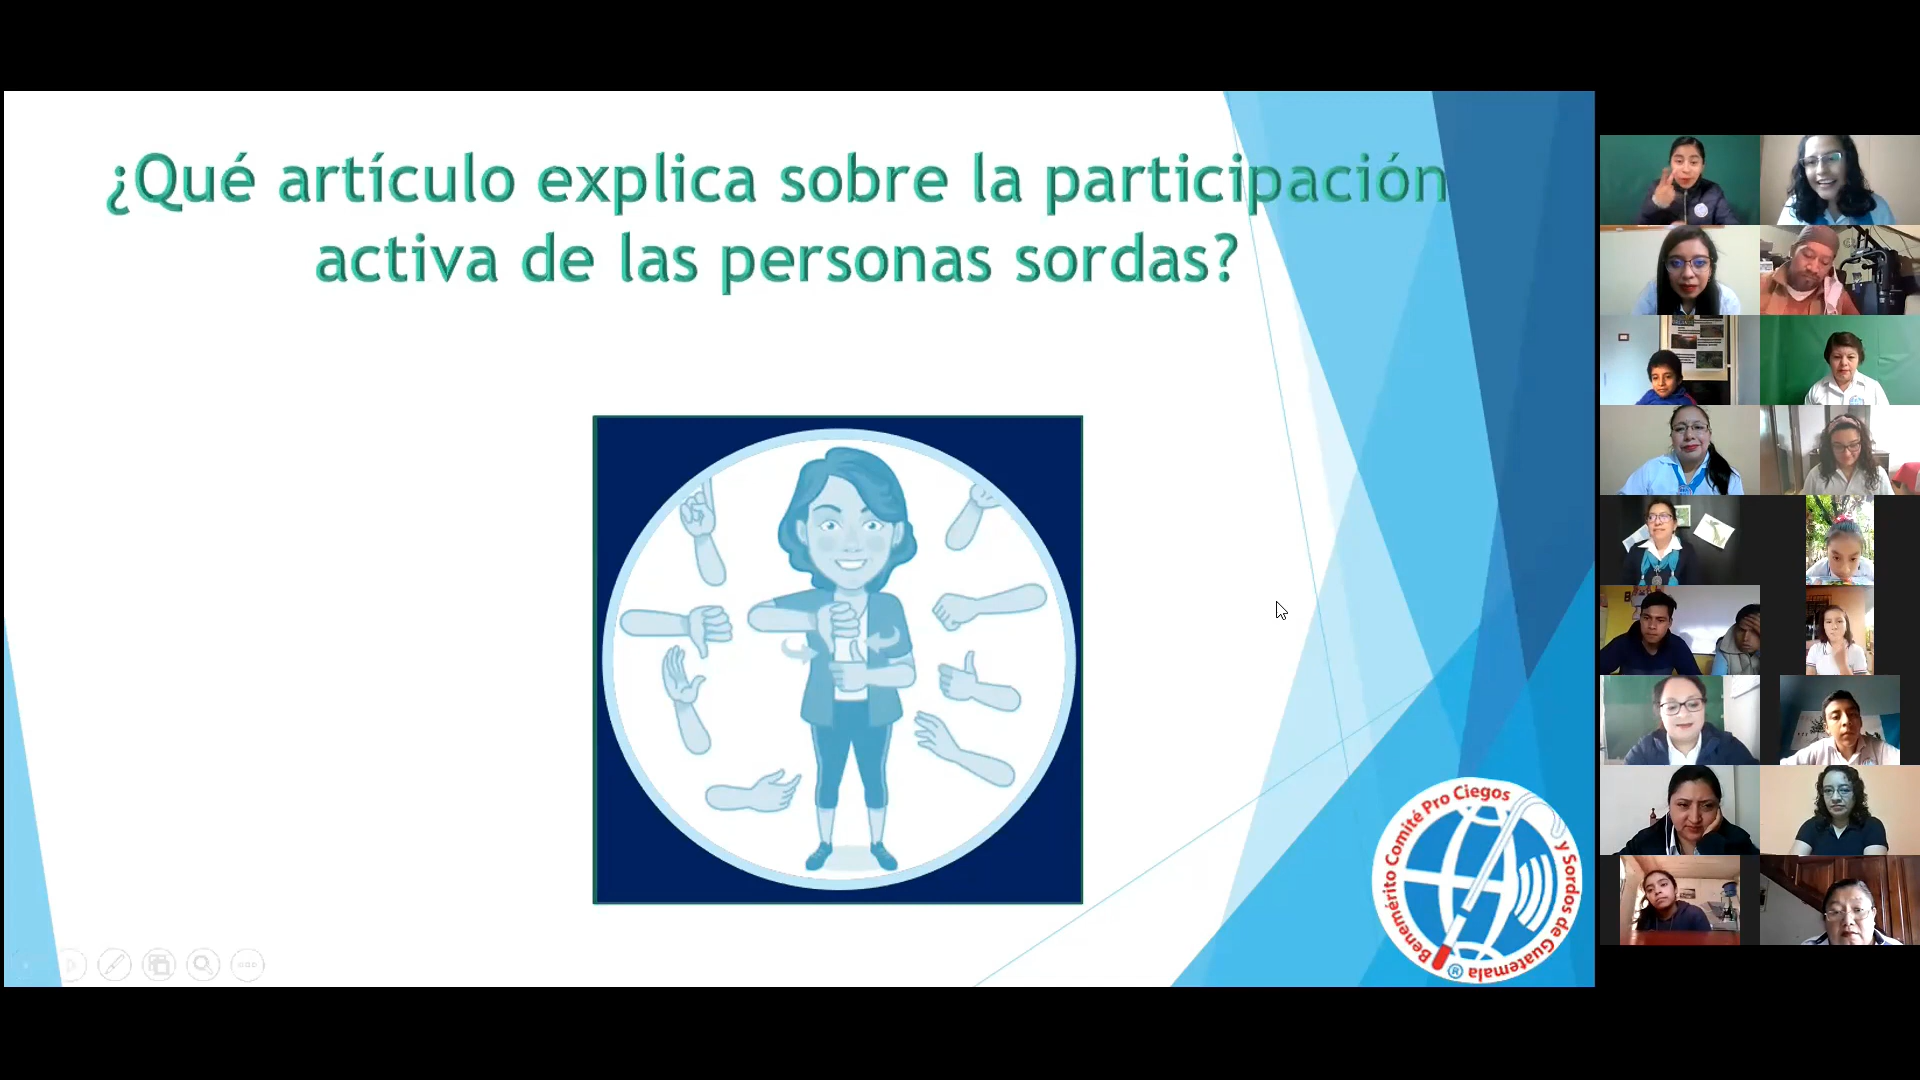 ¿Qué artículo explica sobre la participación
activa de las personas sordas?
Benemérito Comité Pro Ciegos y Sordos de Guatemala
®